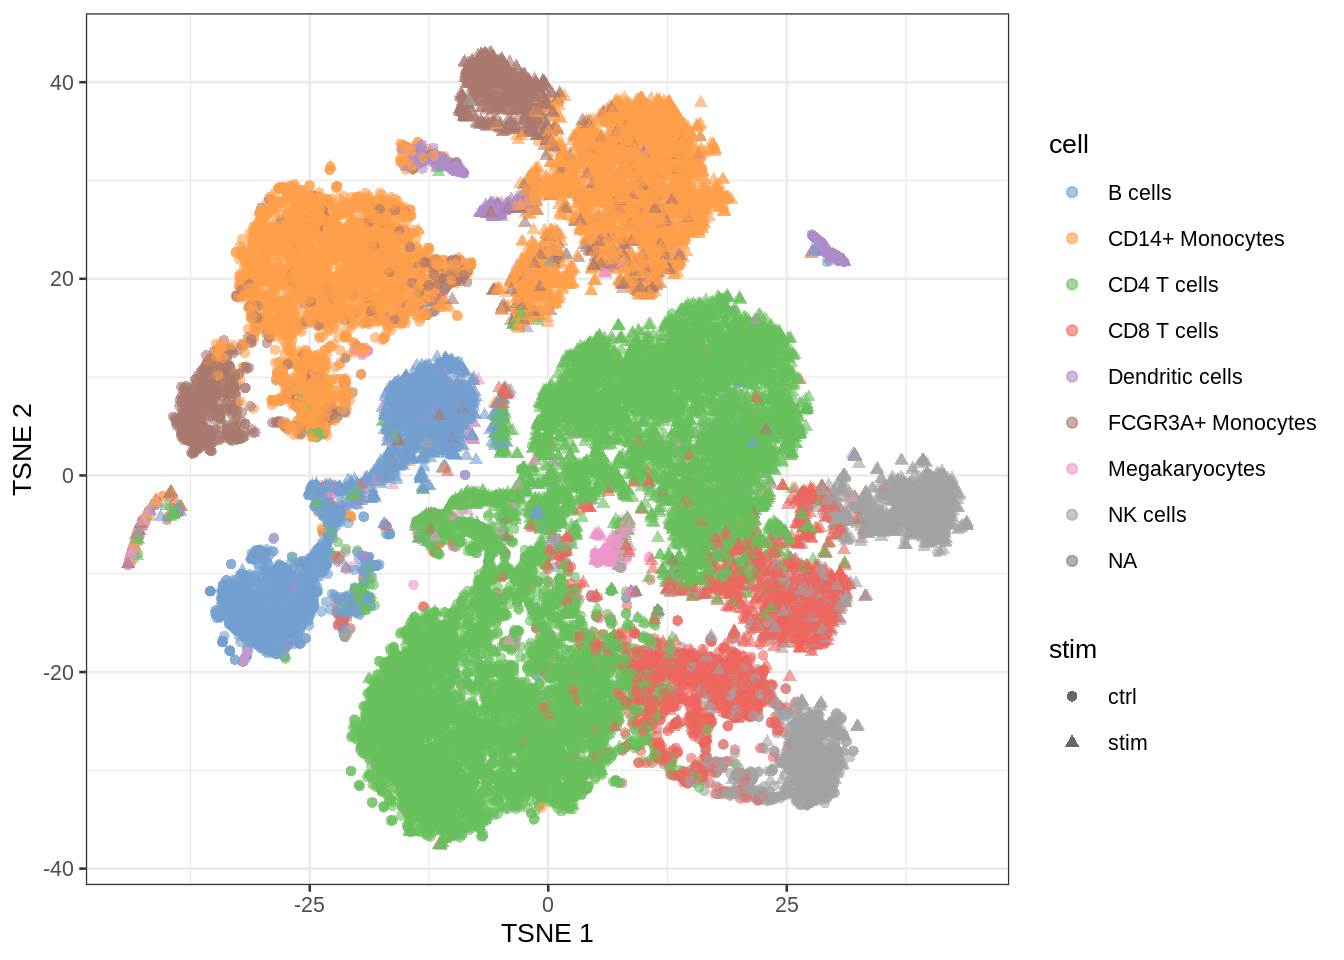 40
20
0
-20
-40
TSNE 2
-25
0
25
TSNE 1
cell
B cells
CD14+ Monocytes
CD4 T cells
CD8 T cells
Dendritic cells
FCGR3A+ Monocytes
Megakaryocytes
NK cells
NA
stim
ctrl
stim